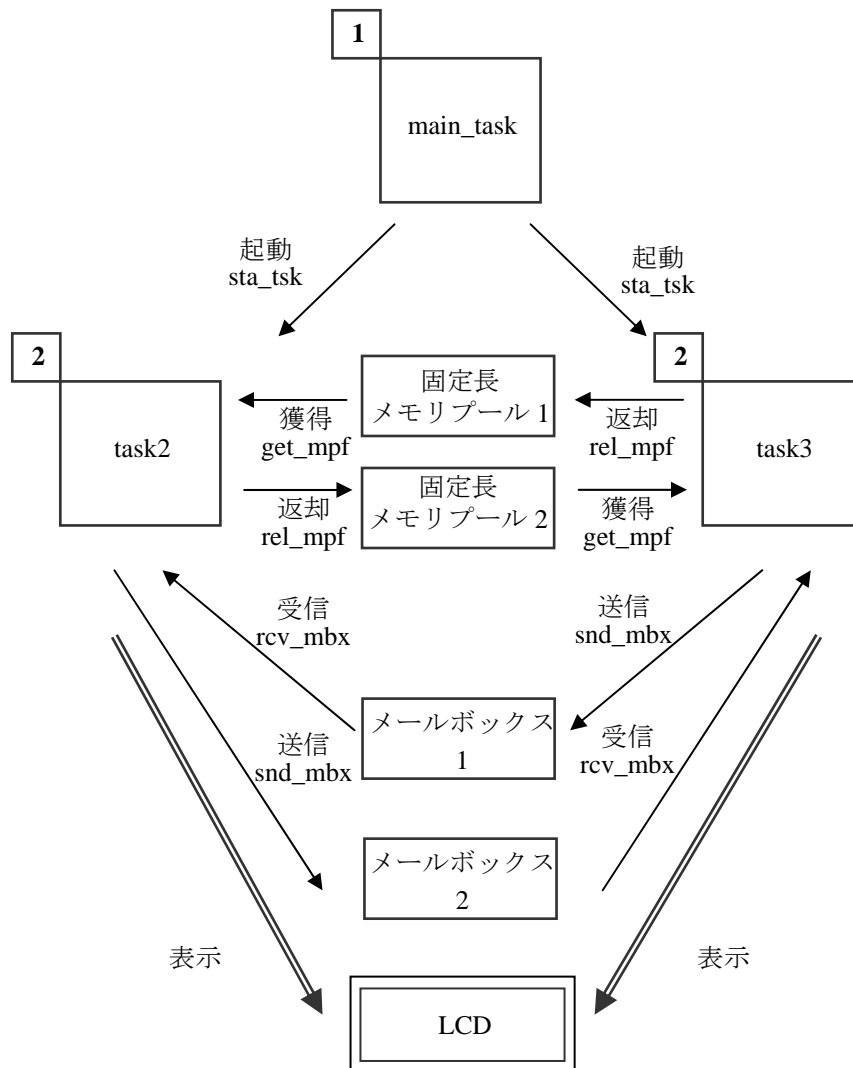 1
main_task
起動
sta_tsk
起動
sta_tsk
2
task2
固定長
メモリプール 1
獲得
get_mpf
返却
rel_mpf
2
task3
固定長
メモリプール 2
返却
rel_mpf
獲得
get_mpf
受信
rcv_mbx
送信
snd_mbx
メールボックス
1
送信
snd_mbx
受信
rcv_mbx
メールボックス
2
表示
表示
LCD